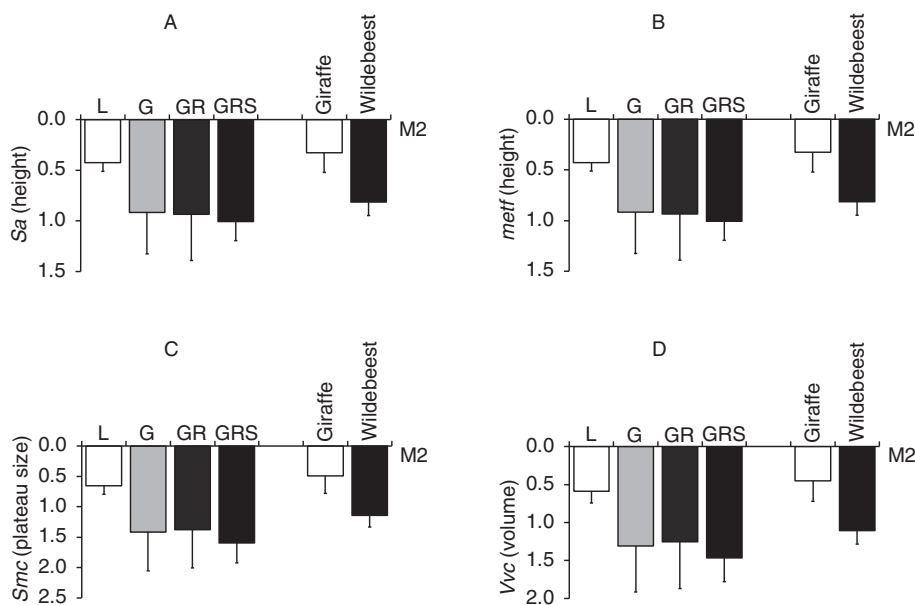 A
Giraffe
Wildebeest
L G GR GRS
0.0
M2
0.5
1.0
1.5
Sa (height)
B
Giraffe
Wildebeest
L G GR GRS
0.0
M2
0.5
1.0
1.5
metf (height)
C
Giraffe
Wildebeest
L G GR GRS
0.0
M2
0.5
1.0
1.5
2.0
2.5
Smc (plateau size)
D
Giraffe
Wildebeest
L G GR GRS
0.0
M2
0.5
1.0
1.5
2.0
Vvc (volume)